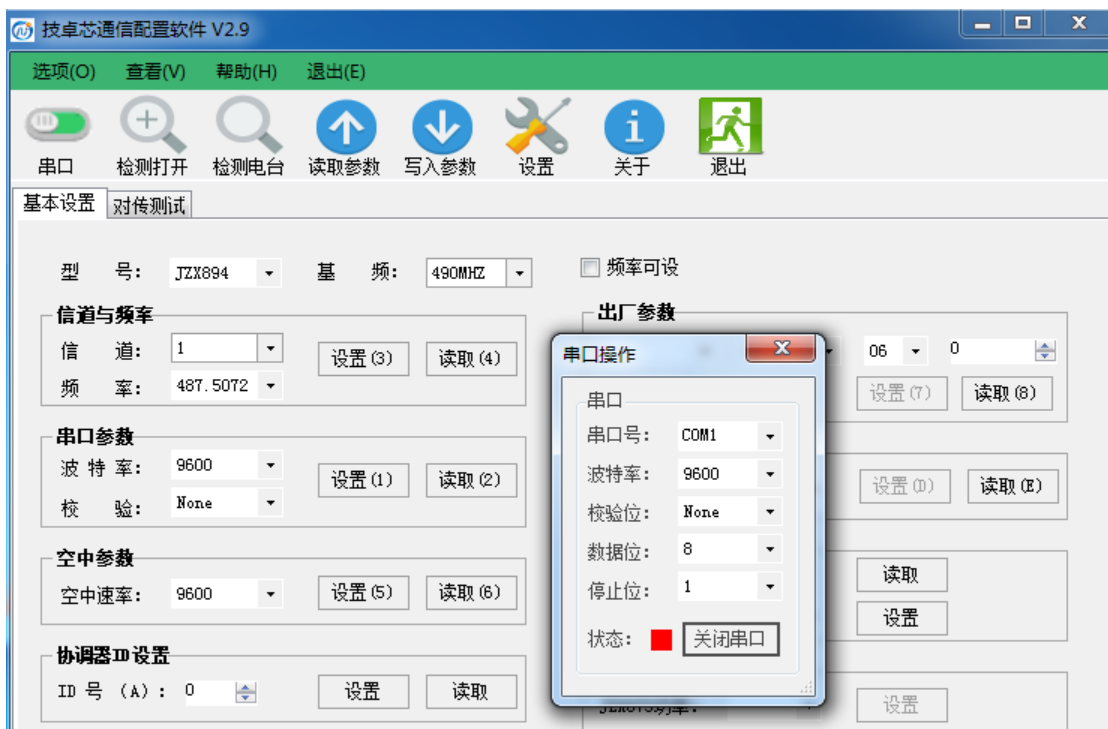 技卓芯通信配置软件 V2.9
选项(O) 查看(V) 帮助(H) 退出(E)
串口 检测打开 检测电台 读取参数 写入参数 设置 关于 退出
基本设置 对传测试
型 号: JZX894 基 频: 490MHZ 频率可设
信道与频率
信 道: 1 设置(3) 读取(4)
频 率: 487.5072
串口参数
波 特 率: 9600 设置(1) 读取(2)
校 验: None
空中参数
空中速率: 9600 设置(5) 读取(6)
协调器ID设置
ID 号 (A): 0 设置 读取
出厂参数
06 0
设置(7) 读取(8)
设置(D) 读取(E)
读取
设置
设置
串口操作
串口
串口号: COM1
波特率: 9600
校验位: None
数据位: 8
停止位: 1
状态: 关闭串口